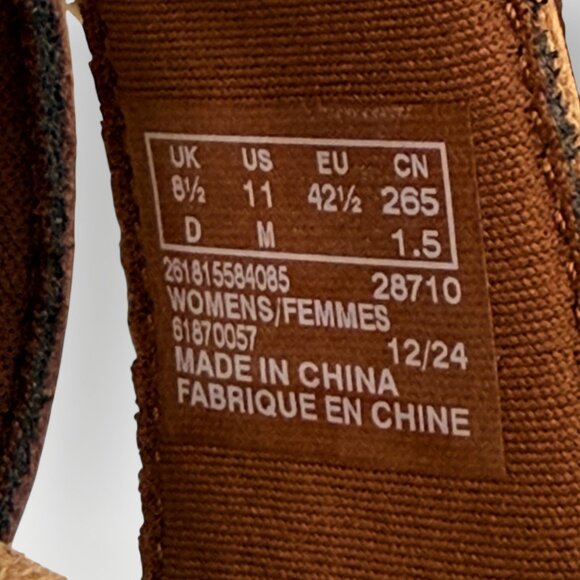 UK US EU CN
8½ 11 42½ 265
D M 1.5
261815584085 28710
WOMENS/FEMMES
61870057 12/24
MADE IN CHINA
FABRIQUE EN CHINE